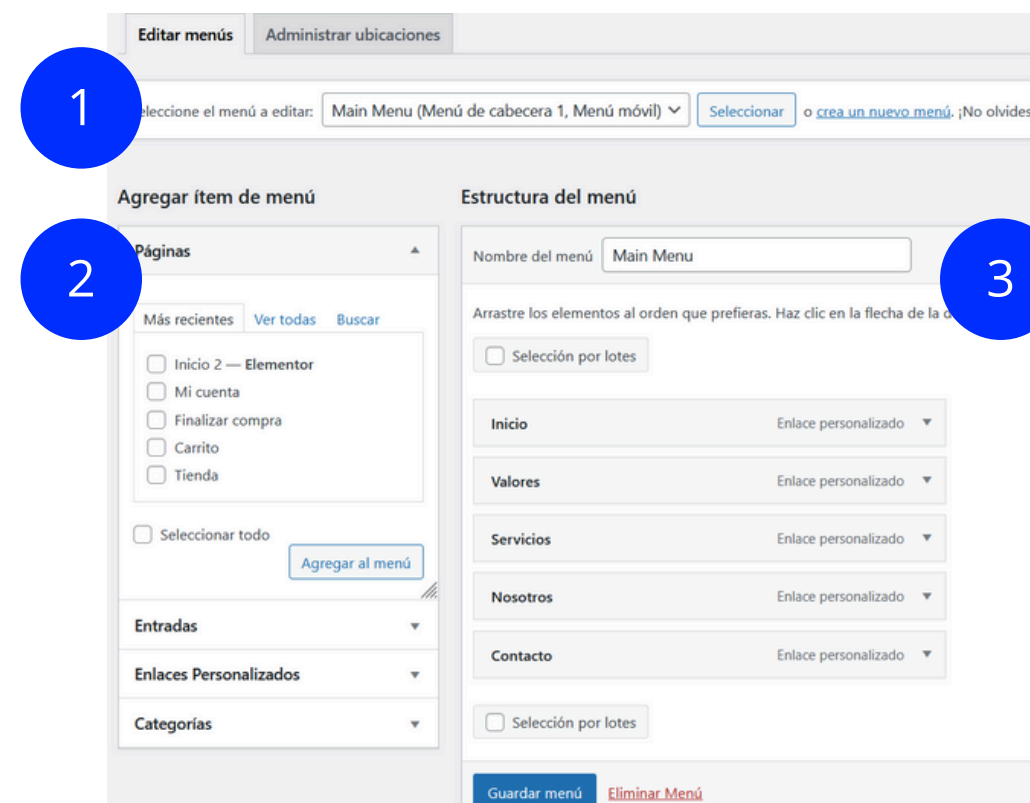 Editar menús Administrar ubicaciones
1
eleccione el menú a editar: Main Menu (Menú de cabecera 1, Menú móvil) Seleccionar o crea un nuevo menú. ¡No olvides
Agregar ítem de menú
2
Páginas
Más recientes Ver todas Buscar
Inicio 2 — Elementor
Mi cuenta
Finalizar compra
Carrito
Tienda
Seleccionar todo
Agregar al menú
Entradas
Enlaces Personalizados
Categorías
Estructura del menú
Nombre del menú Main Menu
3
Arrastre los elementos al orden que prefieras. Haz clic en la flecha de la
Selección por lotes
Inicio Enlace personalizado
Valores Enlace personalizado
Servicios Enlace personalizado
Nosotros Enlace personalizado
Contacto Enlace personalizado
Selección por lotes
Guardar menú Eliminar Menú